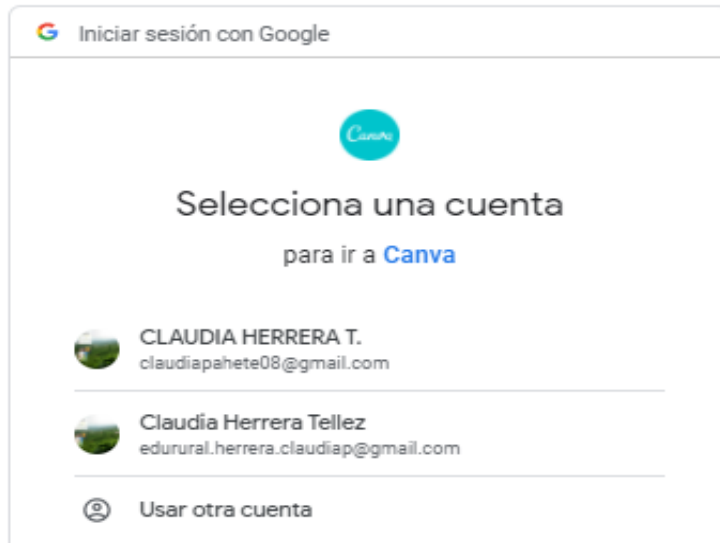 Iniciar sesión con Google
Canva
Selecciona una cuenta
para ir a Canva
CLAUDIA HERRERA T.
claudiapahete08@gmail.com
Claudia Herrera Tellez
edurural.herrera.claudiap@gmail.com
Usar otra cuenta